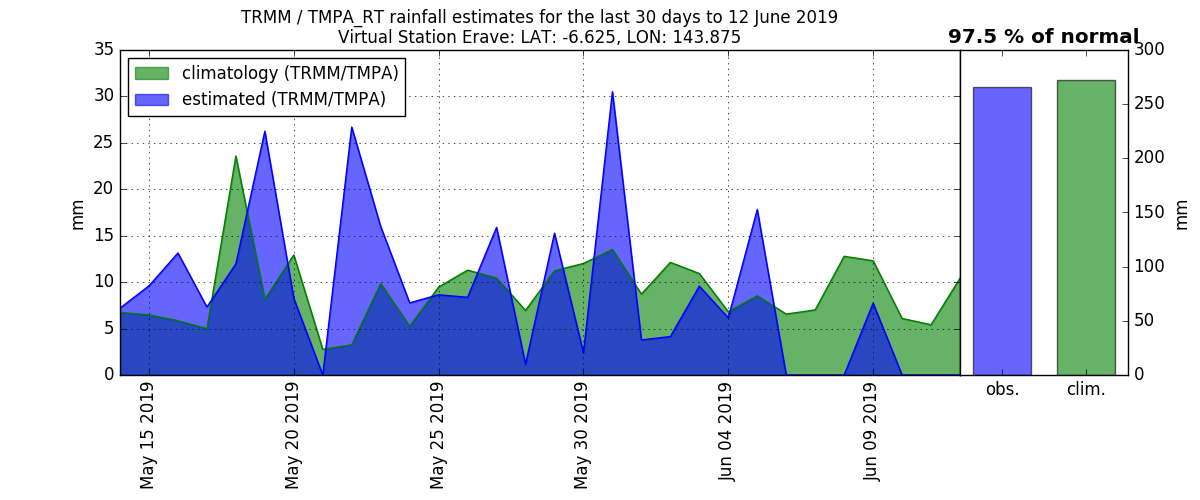 TRMM / TMPA_RT rainfall estimates for the last 30 days to 12 June 2019
Virtual Station Erave: LAT: -6.625, LON: 143.875
97.5 % of normal
climatology (TRMM/TMPA)
estimated (TRMM/TMPA)
mm
35
30
25
20
15
10
5
0
May 15 2019
May 20 2019
May 25 2019
May 30 2019
Jun 04 2019
Jun 09 2019
obs.
clim.
300
250
200
150
100
50
0
mm